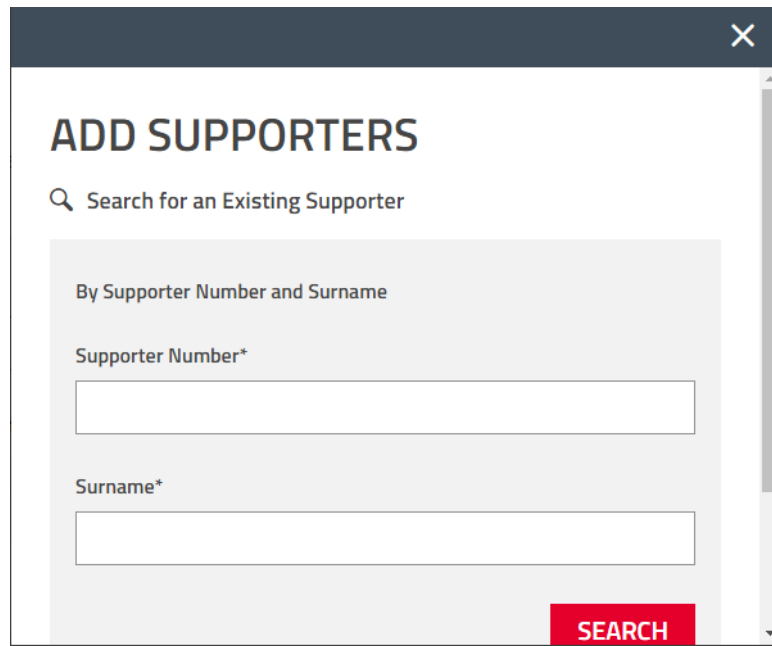 ADD SUPPORTERS
Search for an Existing Supporter
By Supporter Number and Surname
Supporter Number*
Surname*
SEARCH